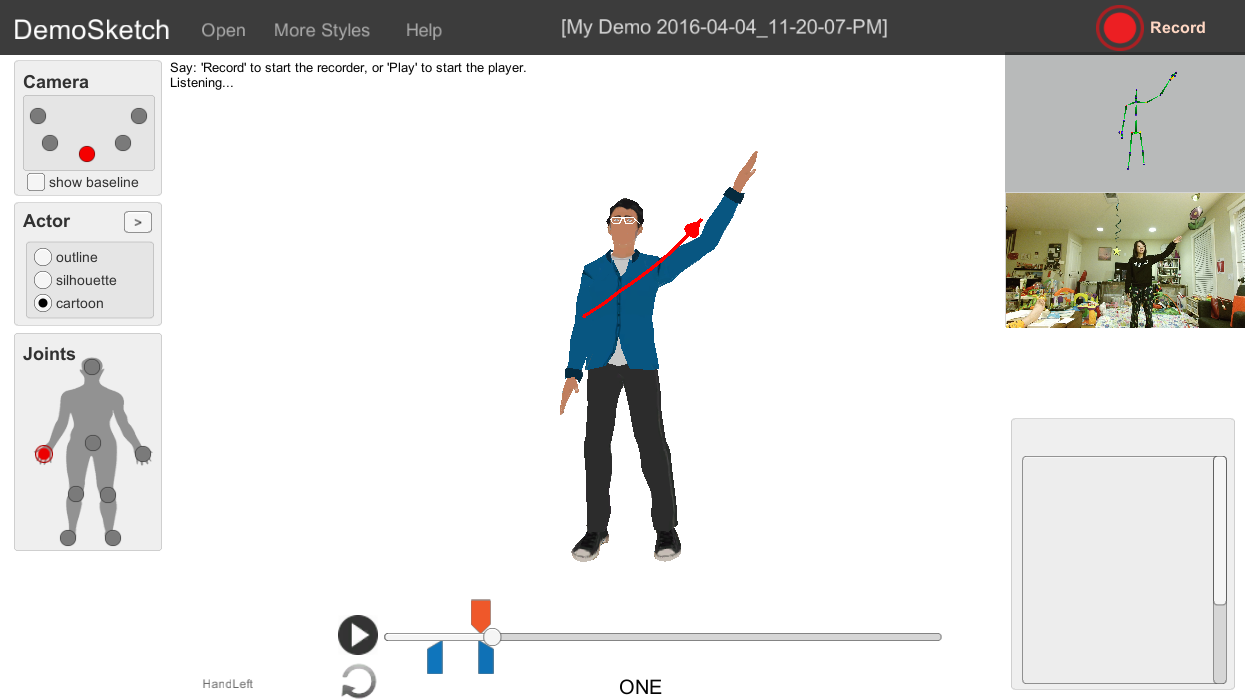 DemoSketch Open More Styles Help [My Demo 2016-04-04_11-20-07-PM] Record
Say: 'Record' to start the recorder, or 'Play' to start the player.
Listening...
Camera
show baseline
Actor >
outline
silhouette
cartoon
Joints
HandLeft
ONE